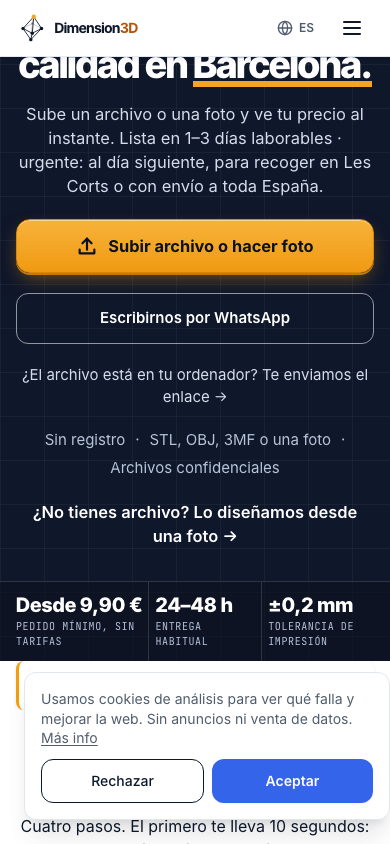 Dimension3D
ES
calidad en Barcelona.
Sube un archivo o una foto y ve tu precio al
instante. Lista en 1–3 días laborables ·
urgente: al día siguiente, para recoger en Les
Corts o con envío a toda España.
Subir archivo o hacer foto
Escribirnos por WhatsApp
¿El archivo está en tu ordenador? Te enviamos el
enlace →
Sin registro · STL, OBJ, 3MF o una foto ·
Archivos confidenciales
¿No tienes archivo? Lo diseñamos desde
una foto →
Desde 9,90 €
PEDIDO MÍNIMO, SIN
TARIFAS
24–48 h
ENTREGA
HABITUAL
±0,2 mm
TOLERANCIA DE
IMPRESIÓN
Usamos cookies de análisis para ver qué falla y
mejorar la web. Sin anuncios ni venta de datos.
Más info
Rechazar
Aceptar
Cuatro pasos. El primero te lleva 10 segundos: